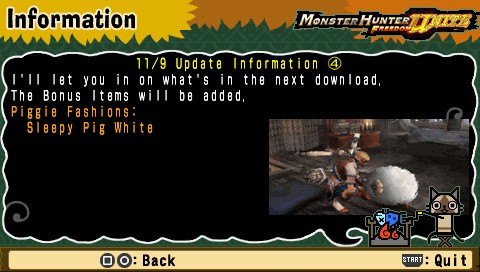 Information
MONSTER HUNTER
FREEDOM UNITE
11/9 Update Information ④
I'll let you in on what's in the next download.
The Bonus Items will be added.
Piggie Fashions:
Sleepy Pig White
□○: Back
START: Quit